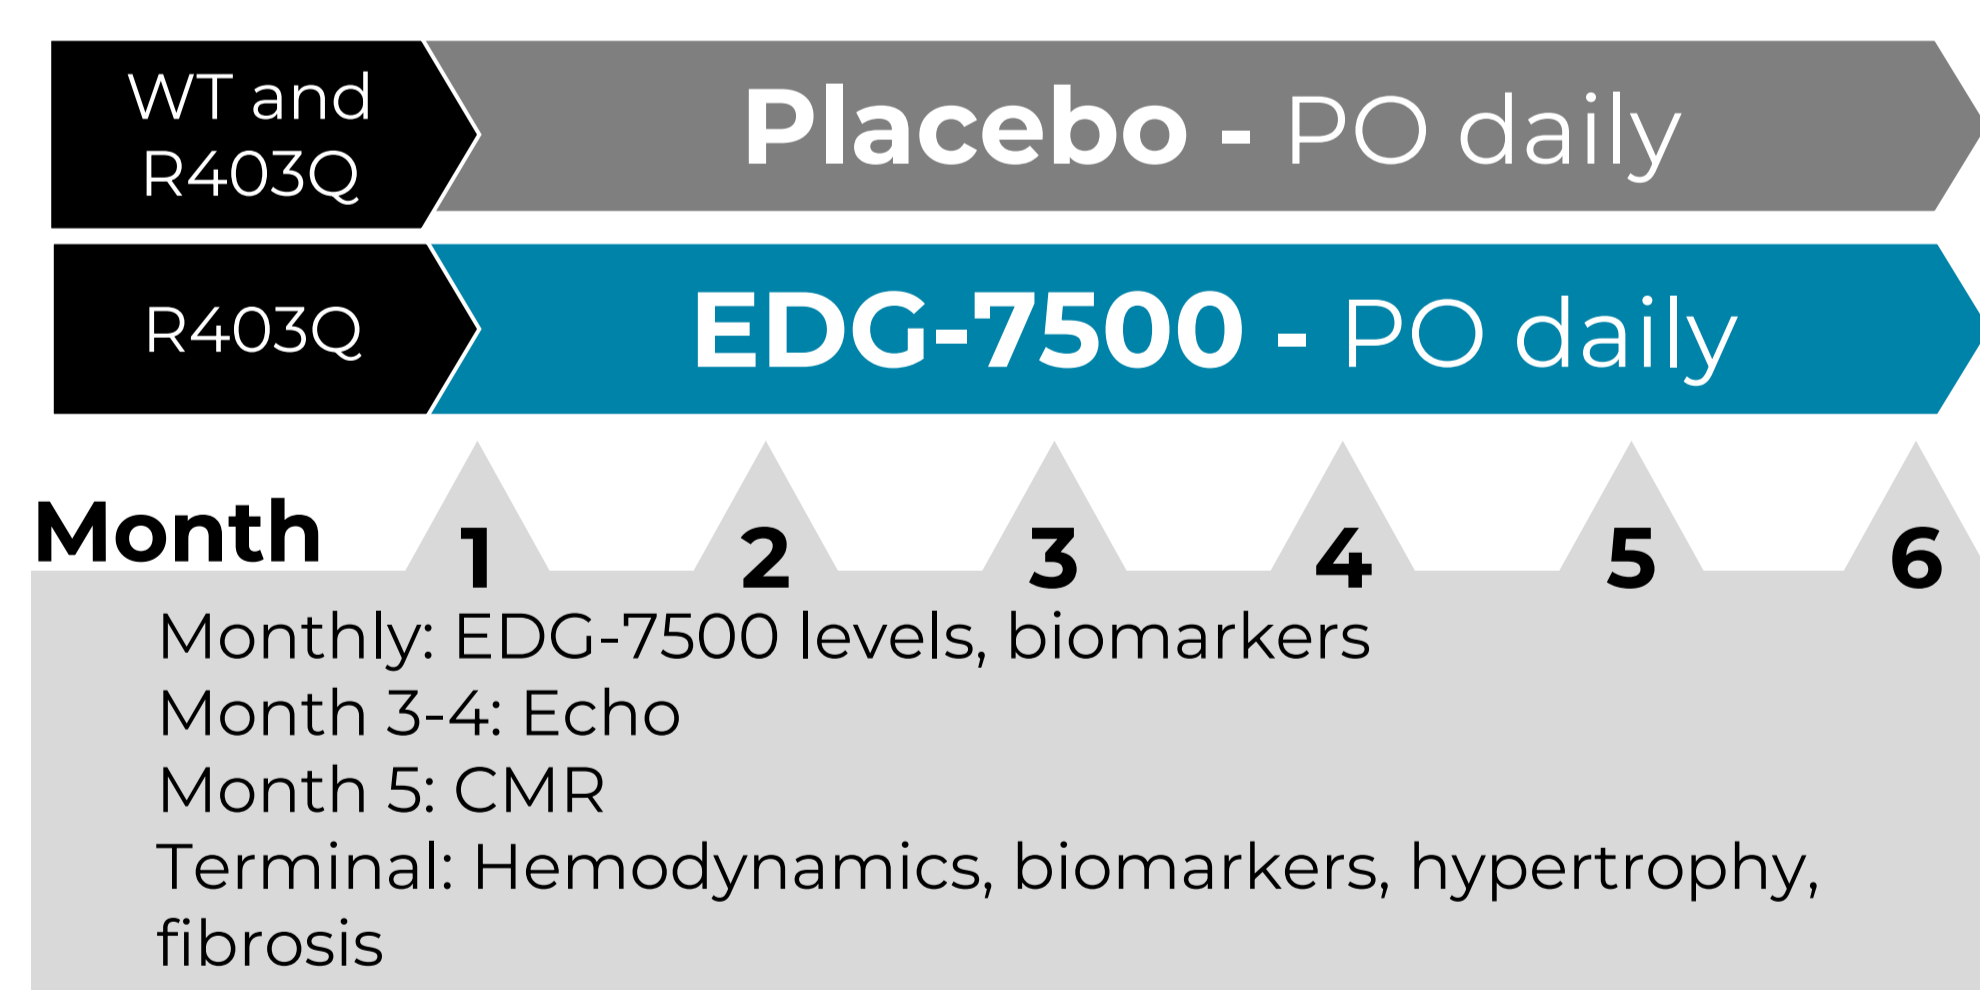 WT and
R403Q
Placebo - PO daily
R403Q
EDG-7500 - PO daily
Month 1 2 3 4 5 6
Monthly: EDG-7500 levels, biomarkers
Month 3-4: Echo
Month 5: CMR
Terminal: Hemodynamics, biomarkers, hypertrophy,
fibrosis